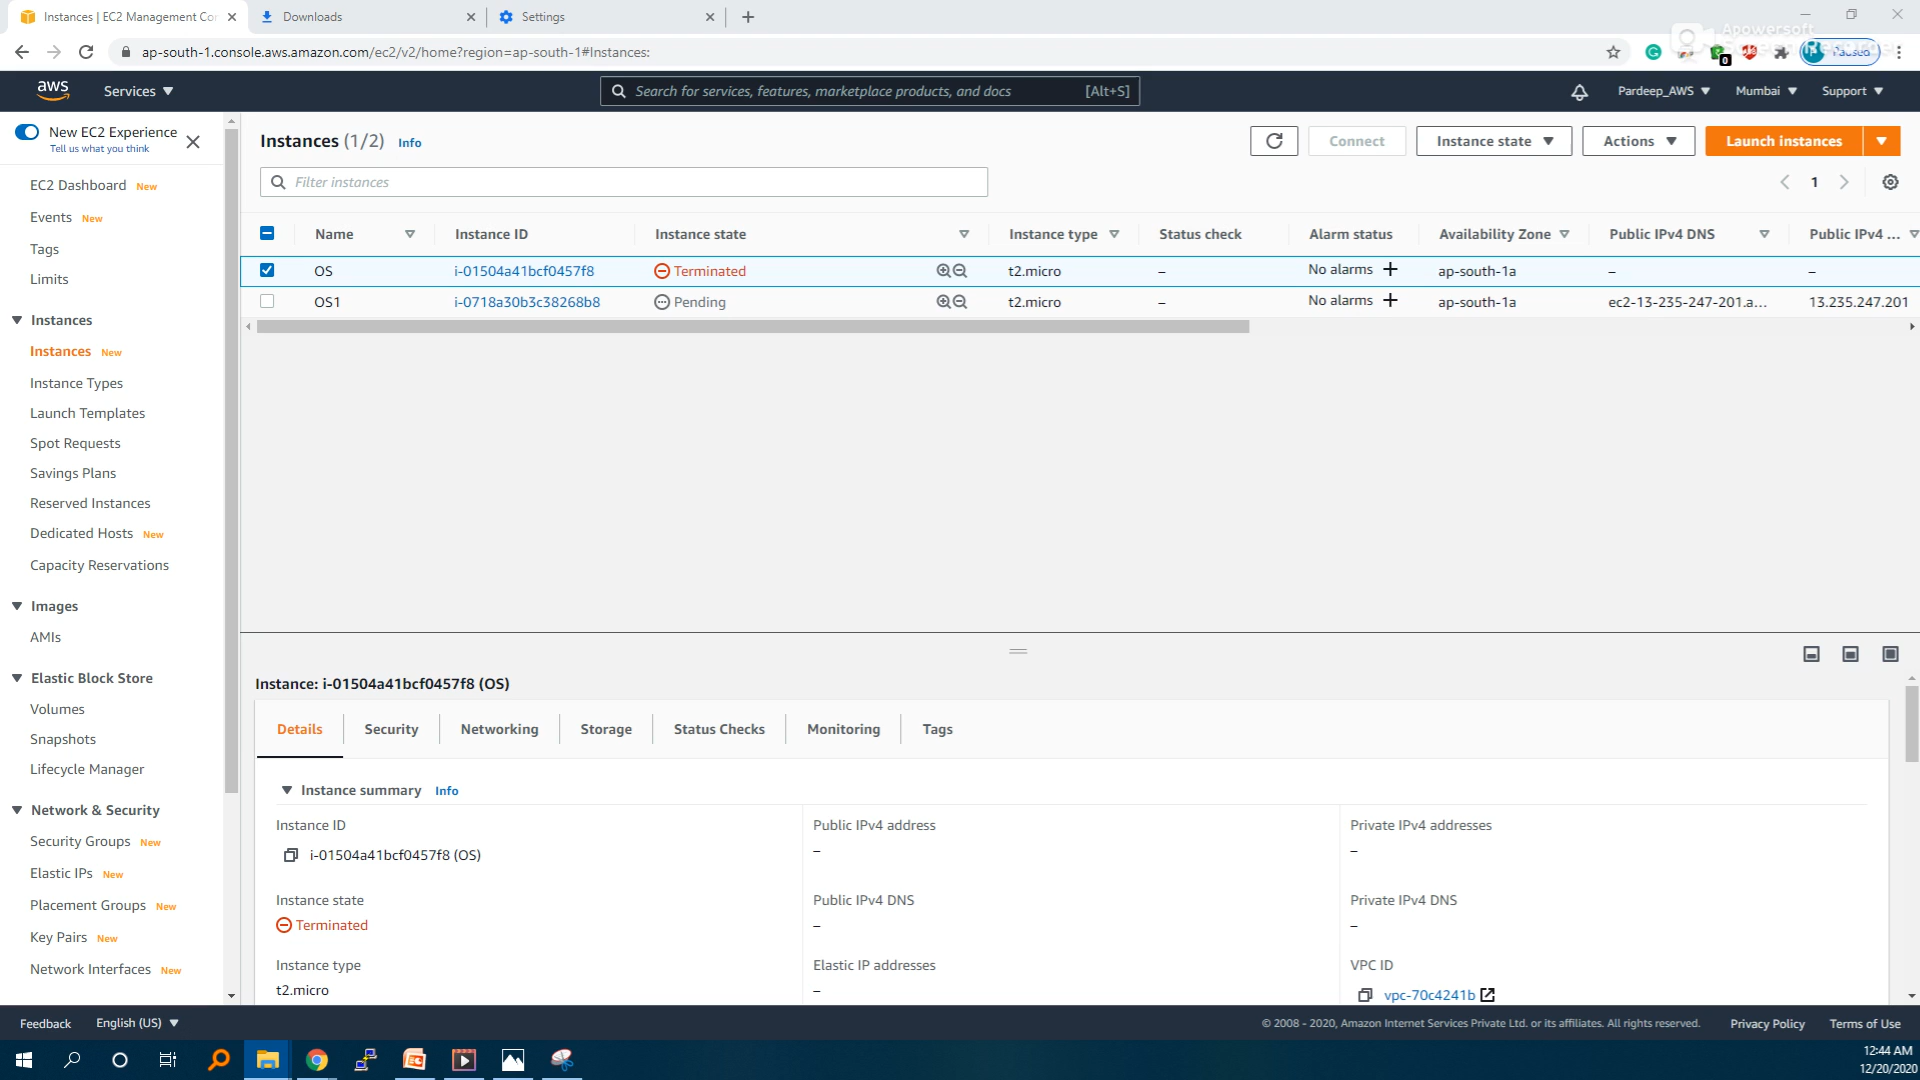 Instances | EC2 Management Con
Downloads
Settings
ap-south-1.console.aws.amazon.com/ec2/v2/home?region=ap-south-1#Instances:
Apowersoft
Paused
aws
Services
Search for services, features, marketplace products, and docs [Alt+S]
Pardeep_AWS
Mumbai
Support
New EC2 Experience
Tell us what you think
EC2 Dashboard New
Events New
Tags
Limits
Instances
Instances New
Instance Types
Launch Templates
Spot Requests
Savings Plans
Reserved Instances
Dedicated Hosts New
Capacity Reservations
Images
AMIs
Elastic Block Store
Volumes
Snapshots
Lifecycle Manager
Network & Security
Security Groups New
Elastic IPs New
Placement Groups New
Key Pairs New
Network Interfaces New
Instances (1/2) Info
Connect
Instance state
Actions
Launch instances
Filter instances
1
Name Instance ID Instance state Instance type Status check Alarm status Availability Zone Public IPv4 DNS Public IPv4 ...
OS i-01504a41bcf0457f8 Terminated t2.micro – No alarms + ap-south-1a – –
OS1 i-0718a30b3c38268b8 Pending t2.micro – No alarms + ap-south-1a ec2-13-235-247-201.a... 13.235.247.201
Instance: i-01504a41bcf0457f8 (OS)
Details
Security
Networking
Storage
Status Checks
Monitoring
Tags
Instance summary Info
Instance ID
i-01504a41bcf0457f8 (OS)
Public IPv4 address
–
Private IPv4 addresses
–
Instance state
Terminated
Public IPv4 DNS
–
Private IPv4 DNS
–
Instance type
t2.micro
Elastic IP addresses
–
VPC ID
vpc-70c4241b
Feedback
English (US)
© 2008 - 2020, Amazon Internet Services Private Ltd. or its affiliates. All rights reserved.
Privacy Policy
Terms of Use
12:44 AM
12/20/2020